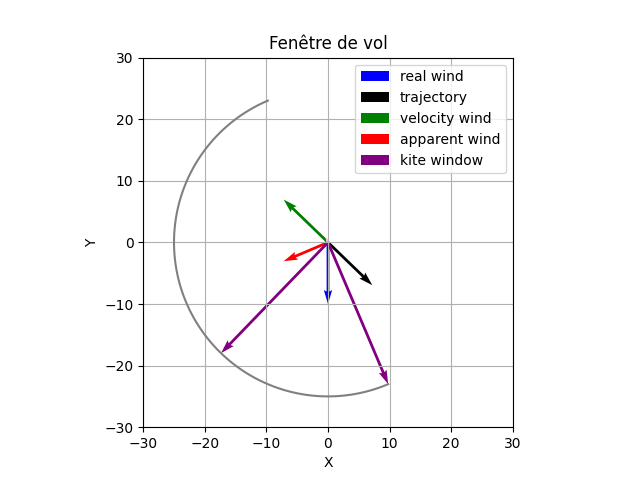 Fenêtre de vol
30
20
10
0
−10
−20
−30
Y
real wind
trajectory
velocity wind
apparent wind
kite window
−30 −20 −10 0 10 20 30
X